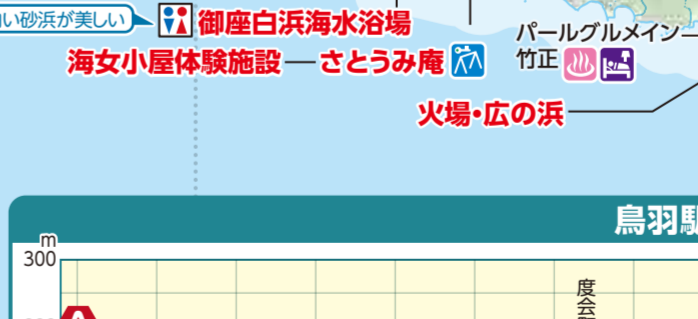 い砂浜が美しい
御座白浜海水浴場
海女小屋体験施設
さとうみ庵
パールグルメイン
竹正
火場・広の浜
鳥羽駅
m
300
度会